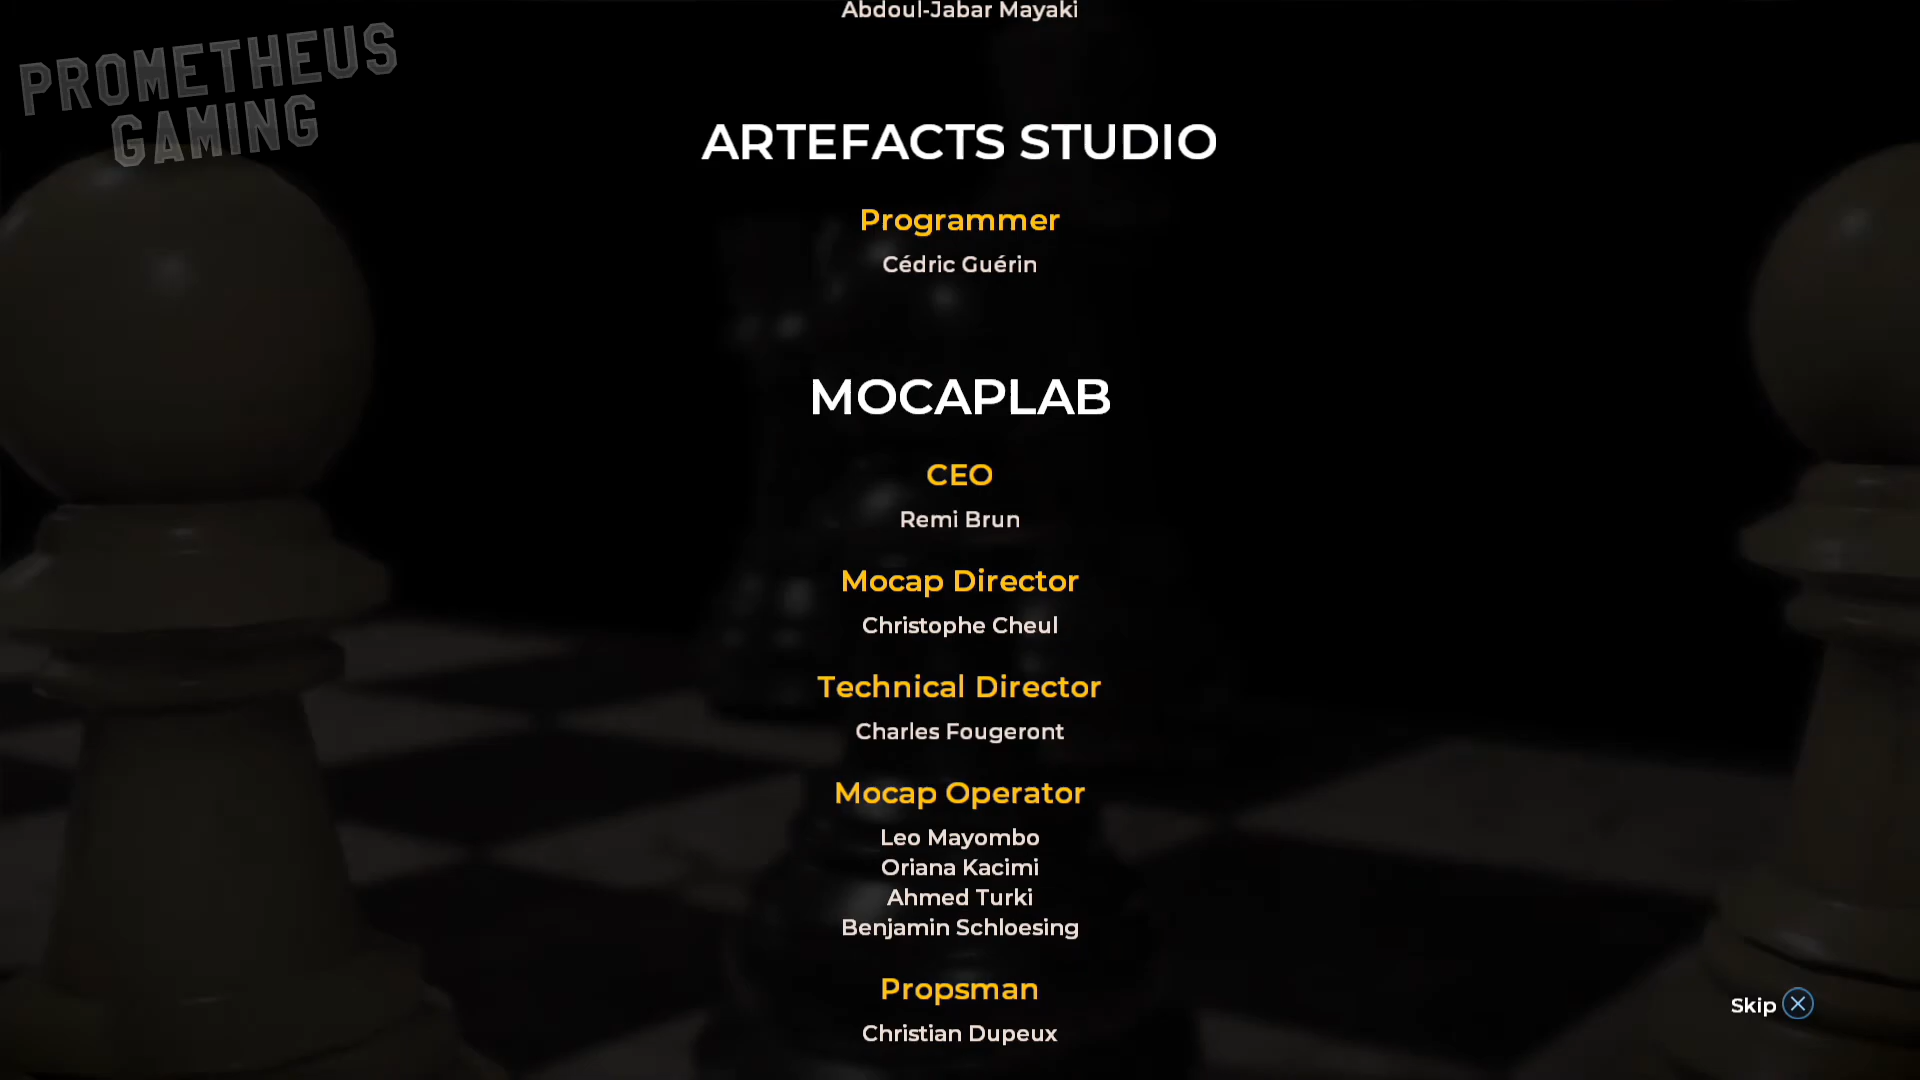 Abdoul-Jabar Mayaki
PROMETHEUS
GAMING
ARTEFACTS STUDIO
Programmer
Cédric Guérin
MOCAPLAB
CEO
Remi Brun
Mocap Director
Christophe Cheul
Technical Director
Charles Fougeront
Mocap Operator
Leo Mayombo
Oriana Kacimi
Ahmed Turki
Benjamin Schloesing
Propsman
Christian Dupeux
Skip